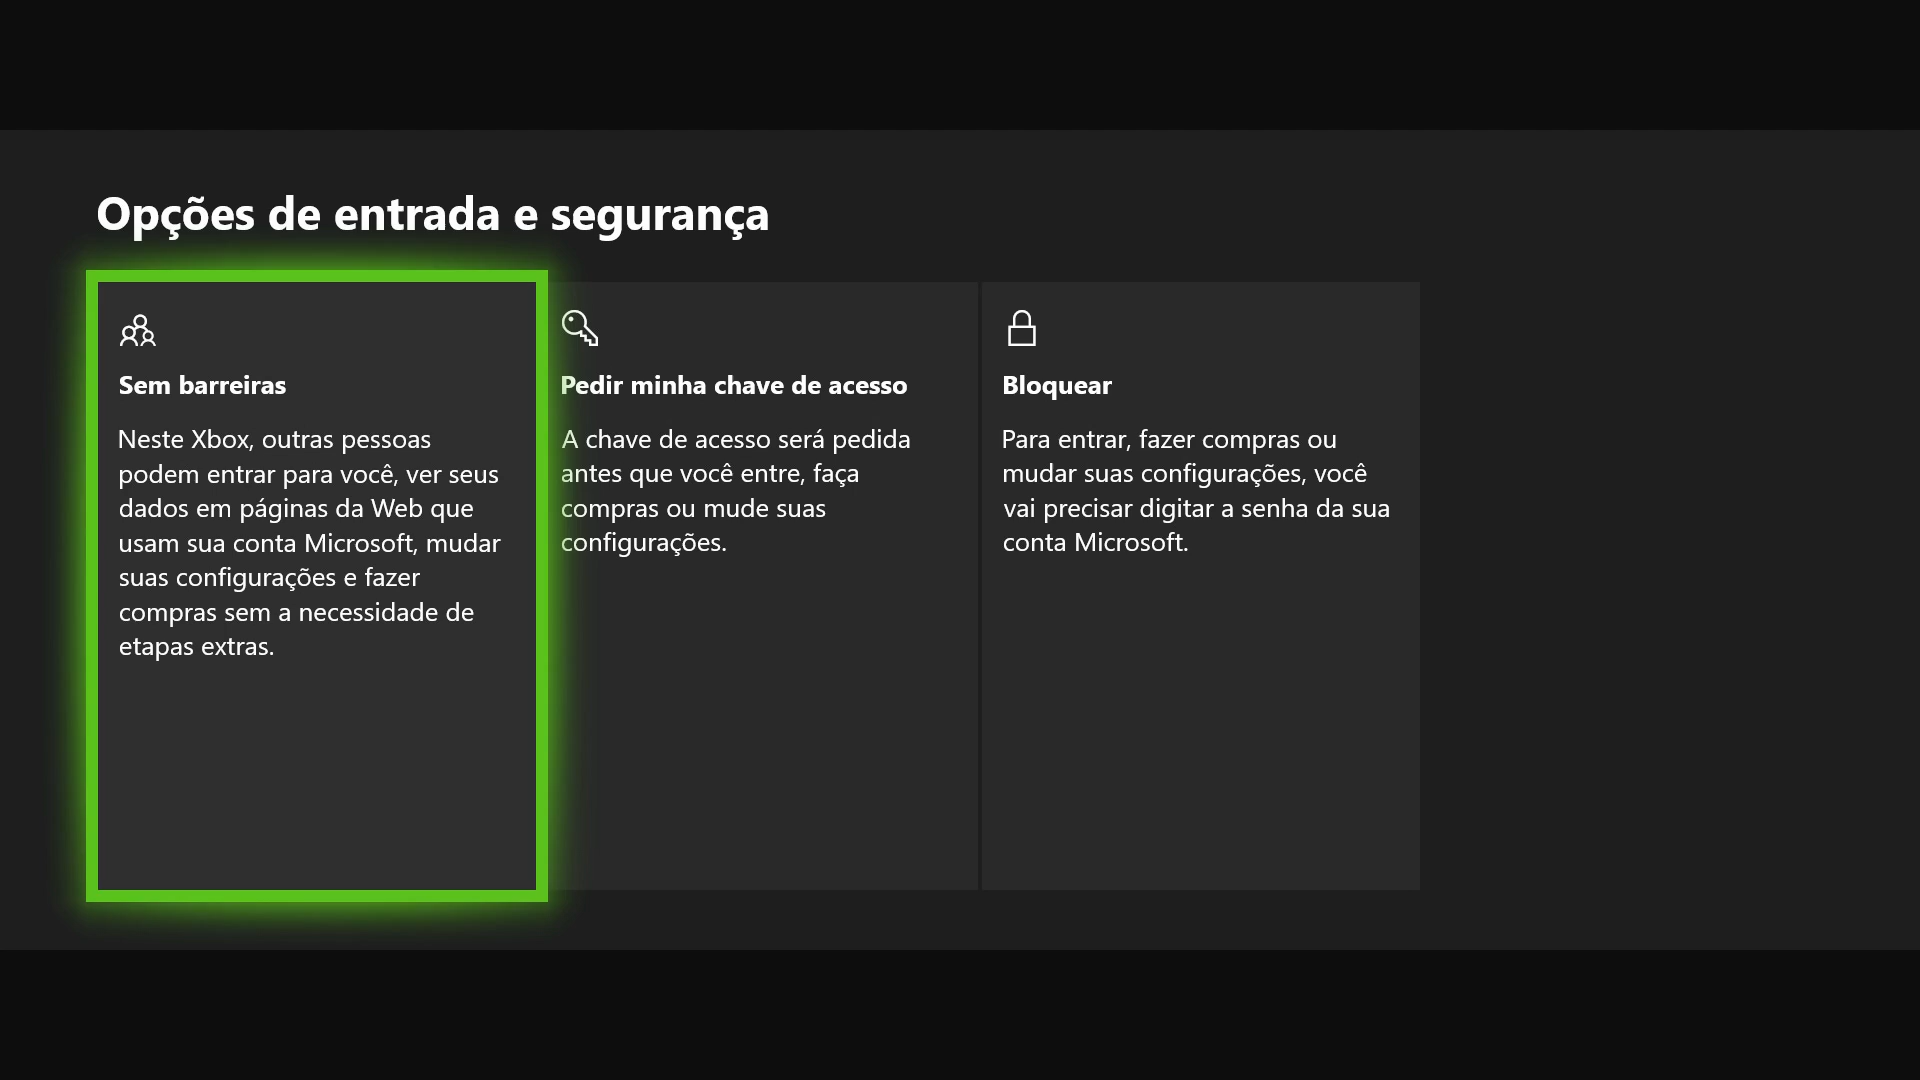 Opções de entrada e segurança
Sem barreiras
Neste Xbox, outras pessoas
podem entrar para você, ver seus
dados em páginas da Web que
usam sua conta Microsoft, mudar
suas configurações e fazer
compras sem a necessidade de
etapas extras.
Pedir minha chave de acesso
A chave de acesso será pedida
antes que você entre, faça
compras ou mude suas
configurações.
Bloquear
Para entrar, fazer compras ou
mudar suas configurações, você
vai precisar digitar a senha da sua
conta Microsoft.